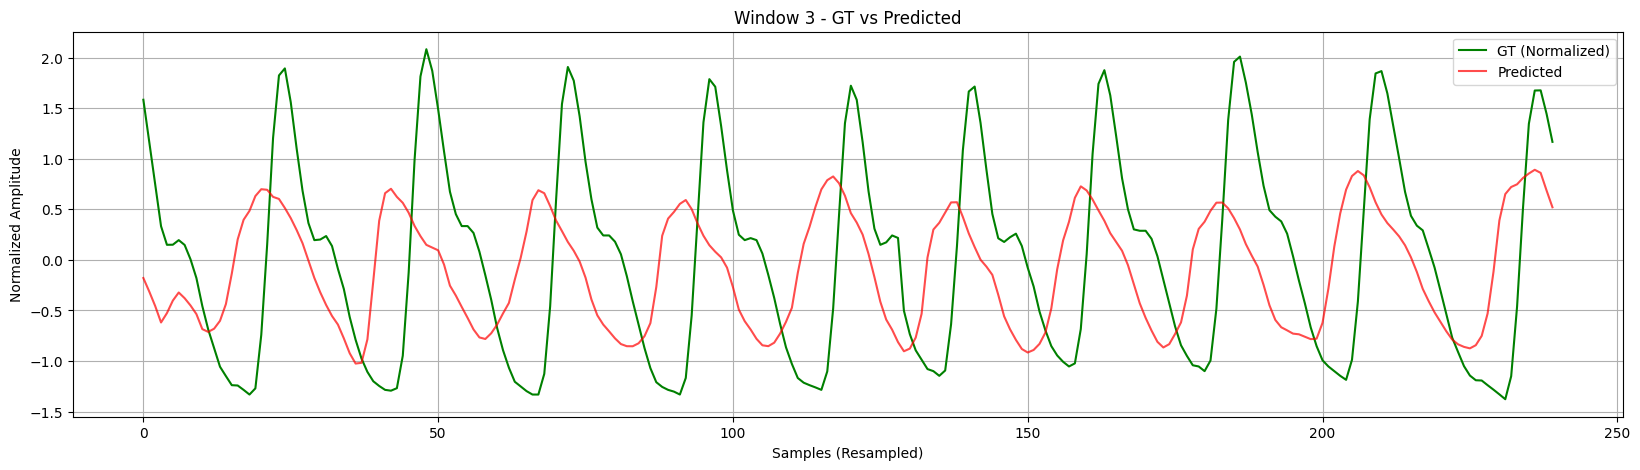 Window 3 - GT vs Predicted
GT (Normalized)
Predicted
Normalized Amplitude
2.0
1.5
1.0
0.5
0.0
−0.5
−1.0
−1.5
0 50 100 150 200 250
Samples (Resampled)